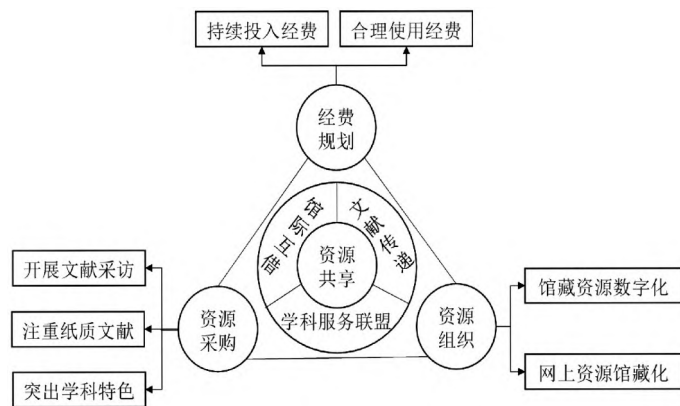 持续投入经费
合理使用经费
经费
规划
馆际互借
文献传递
资源
共享
学科服务联盟
开展文献采访
注重纸质文献
突出学科特色
资源
采购
资源
组织
馆藏资源数字化
网上资源馆藏化